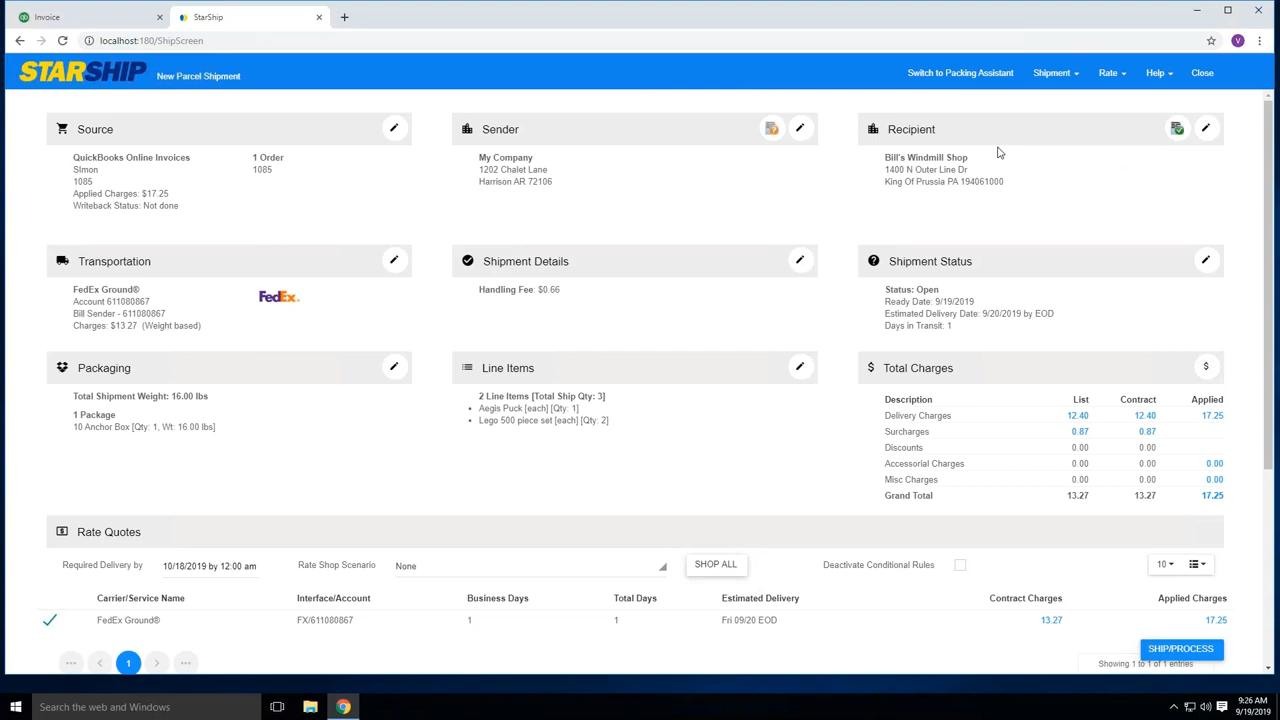 Invoice
StarShip
localhost:180/ShipScreen
V
STARSHIP New Parcel Shipment Switch to Packing Assistant Shipment Rate Help Close
Source
QuickBooks Online Invoices 1 Order
SImon 1085
1085
Applied Charges: $17.25
Writeback Status: Not done
Sender
My Company
1202 Chalet Lane
Harrison AR 72106
Recipient
Bill's Windmill Shop
1400 N Outer Line Dr
King Of Prussia PA 194061000
Transportation
FedEx Ground®
Account 611080867
Bill Sender - 611080867
Charges: $13.27 (Weight based)
FedEx.
Shipment Details
Handling Fee: $0.66
Shipment Status
Status: Open
Ready Date: 9/19/2019
Estimated Delivery Date: 9/20/2019 by EOD
Days in Transit: 1
Packaging
Total Shipment Weight: 16.00 lbs
1 Package
10 Anchor Box [Qty: 1, Wt: 16.00 lbs]
Line Items
2 Line Items [Total Ship Qty: 3]
• Aegis Puck [each] [Qty: 1]
• Lego 500 piece set [each] [Qty: 2]
$ Total Charges $
Description List Contract Applied
Delivery Charges 12.40 12.40 17.25
Surcharges 0.87 0.87
Discounts 0.00 0.00
Accessorial Charges 0.00 0.00 0.00
Misc Charges 0.00 0.00 0.00
Grand Total 13.27 13.27 17.25
Rate Quotes
Required Delivery by 10/18/2019 by 12:00 am Rate Shop Scenario None SHOP ALL Deactivate Conditional Rules 10
Carrier/Service Name Interface/Account Business Days Total Days Estimated Delivery Contract Charges Applied Charges
FedEx Ground® FX/611080867 1 1 Fri 09/20 EOD 13.27 17.25
SHIP/PROCESS
... < 1 > ... Showing 1 to 1 of 1 entries
Search the web and Windows
9:26 AM
9/19/2019